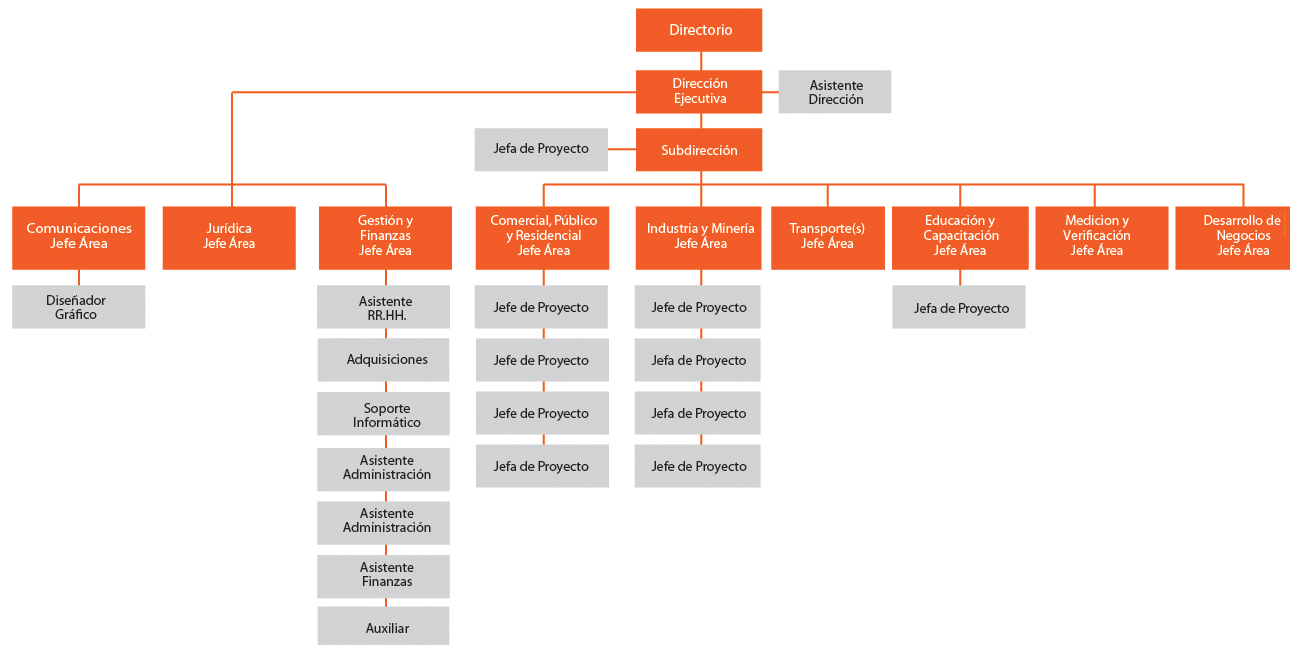 Directorio
Dirección
Ejecutiva
Asistente
Dirección
Jefa de Proyecto
Subdirección
Comunicaciones
Jefe Área
Jurídica
Jefe Área
Gestión y
Finanzas
Jefe Área
Comercial, Público
y Residencial
Jefe Área
Industria y Minería
Jefe Área
Transporte(s)
Jefe Área
Educación y
Capacitación
Jefe Área
Medicion y
Verificación
Jefe Área
Desarrollo de
Negocios
Jefe Área
Diseñador
Gráfico
Asistente
RR.HH.
Adquisiciones
Soporte
Informático
Asistente
Administración
Asistente
Administración
Asistente
Finanzas
Auxiliar
Jefe de Proyecto
Jefe de Proyecto
Jefe de Proyecto
Jefa de Proyecto
Jefe de Proyecto
Jefa de Proyecto
Jefa de Proyecto
Jefe de Proyecto
Jefa de Proyecto